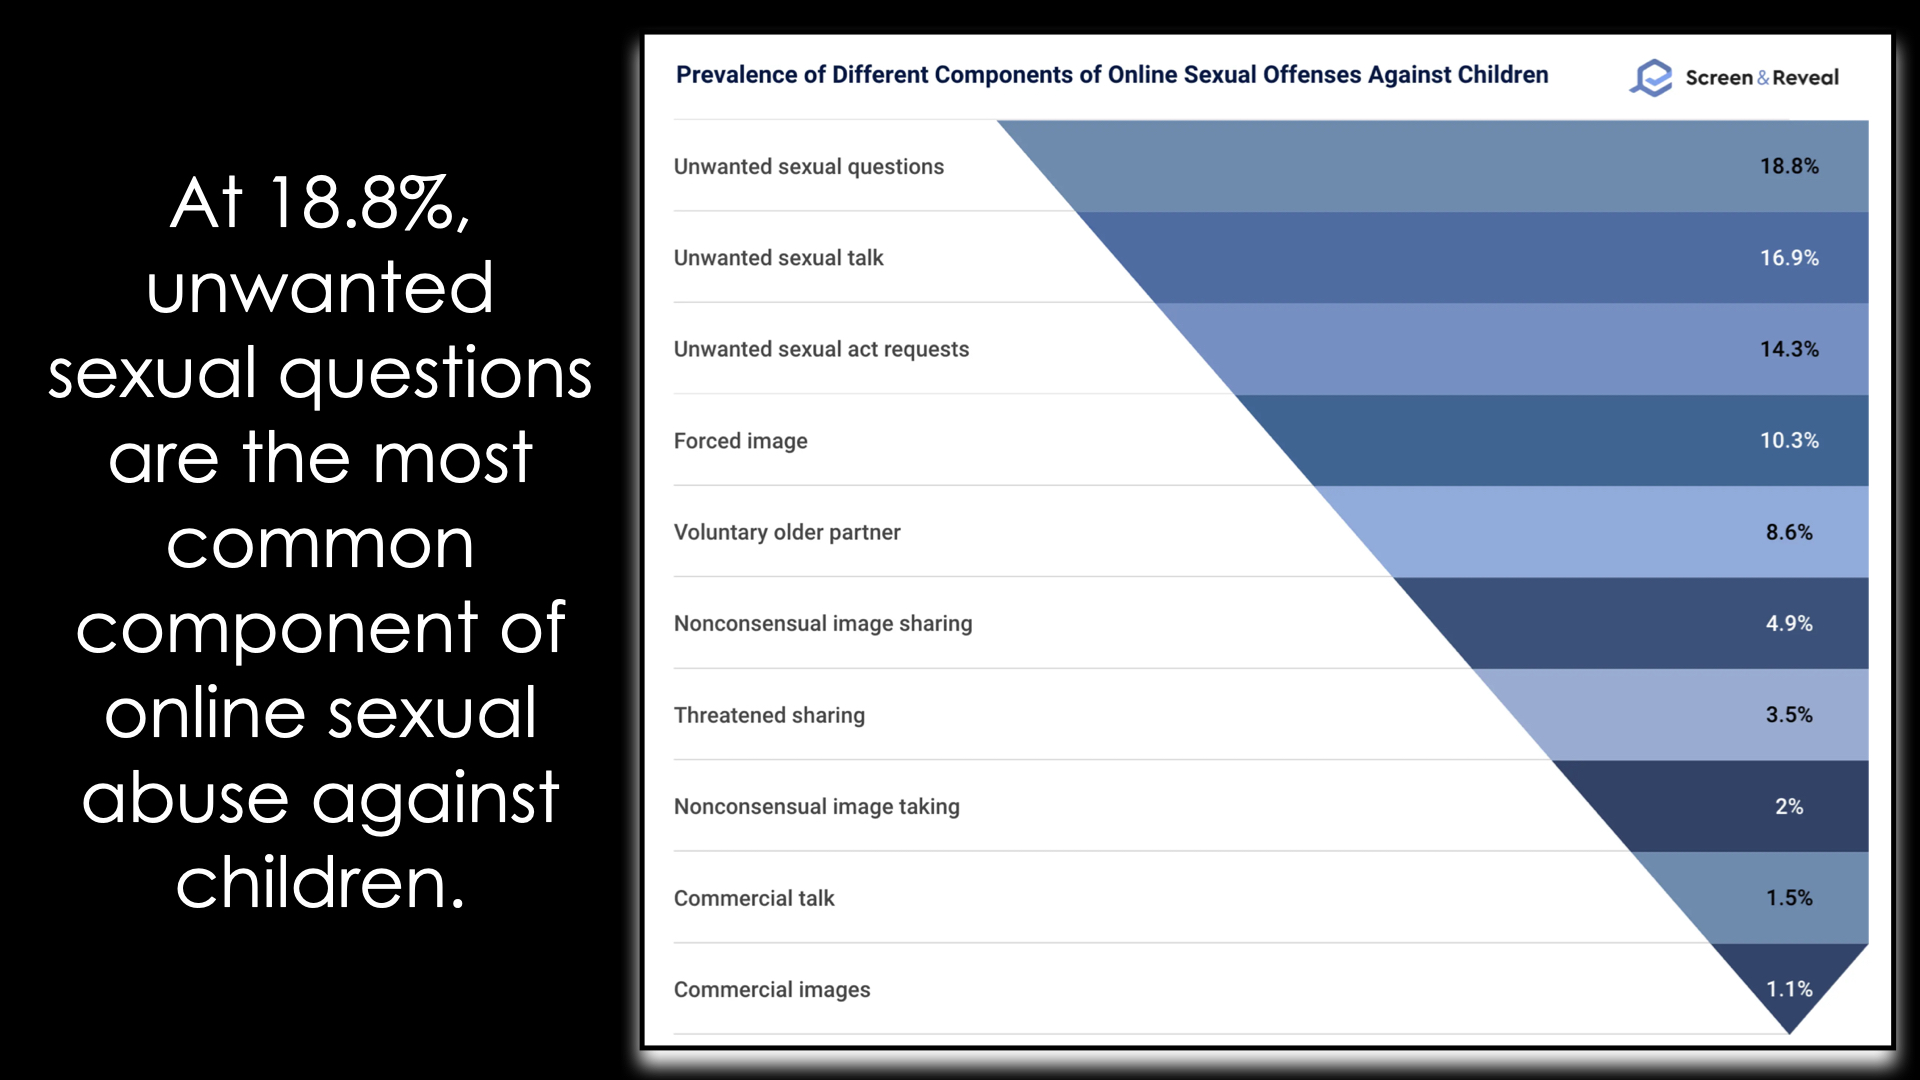 At 18.8%,
unwanted
sexual questions
are the most
common
component of
online sexual
abuse against
children.
Prevalence of Different Components of Online Sexual Offenses Against Children
Screen&Reveal
Unwanted sexual questions 18.8%
Unwanted sexual talk 16.9%
Unwanted sexual act requests 14.3%
Forced image 10.3%
Voluntary older partner 8.6%
Nonconsensual image sharing 4.9%
Threatened sharing 3.5%
Nonconsensual image taking 2%
Commercial talk 1.5%
Commercial images 1.1%